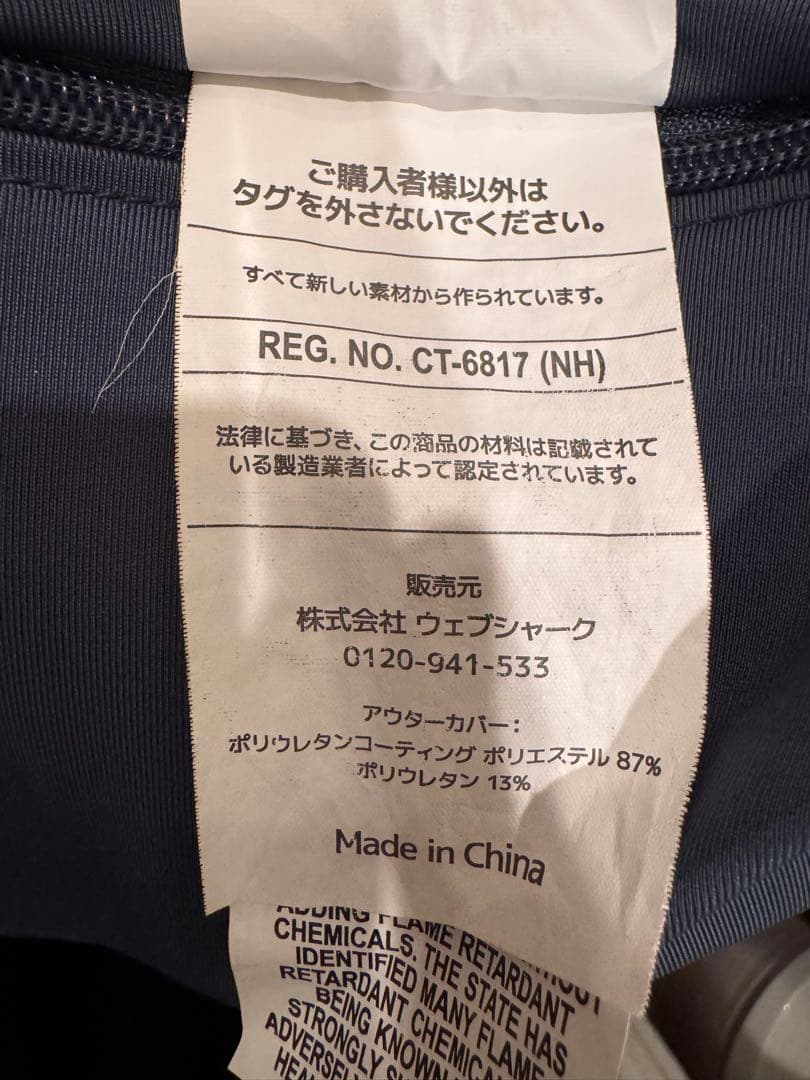 ご購入者様以外は
タグを外さないでください。
すべて新しい素材から作られています。
REG. NO. CT-6817 (NH)
法律に基づき、この商品の材料は記載されて
いる製造業者によって認定されています。
販売元
株式会社 ウェブシャーク
0120-941-533
アウターカバー:
ポリウレタンコーティング ポリエステル 87%
ポリウレタン 13%
Made in China
ADDING FLAME RETARDANT
CHEMICALS. THE STATE HAS
IDENTIFIED MANY FLAME
RETARDANT
BEING KNOWN
STRONGLY